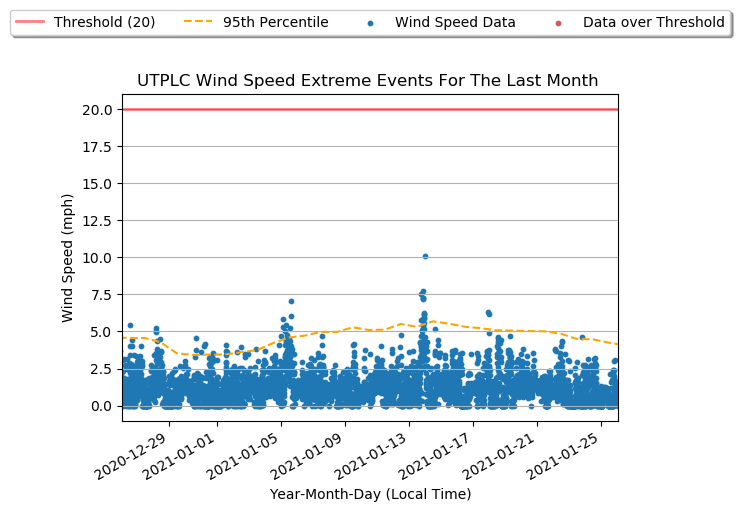 Threshold (20) 95th Percentile Wind Speed Data Data over Threshold
UTPLC Wind Speed Extreme Events For The Last Month
20.0
17.5
15.0
12.5
10.0
7.5
5.0
2.5
0.0
Wind Speed (mph)
2020-12-29 2021-01-01 2021-01-05 2021-01-09 2021-01-13 2021-01-17 2021-01-21 2021-01-25
Year-Month-Day (Local Time)